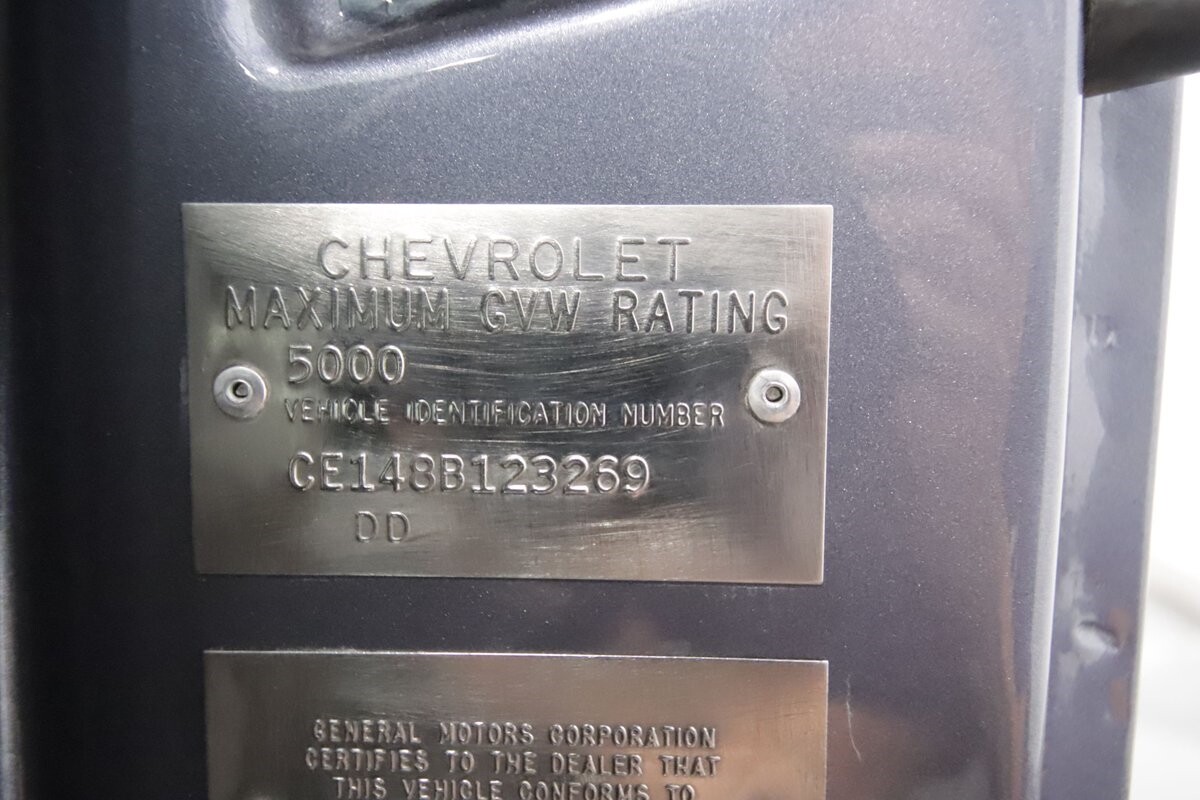 CHEVROLET
MAXIMUM GVW RATING
5000
VEHICLE IDENTIFICATION NUMBER
CE148B123269
DD
GENERAL MOTORS CORPORATION
CERTIFIES TO THE DEALER THAT
THIS VEHICLE CONFORMS TO